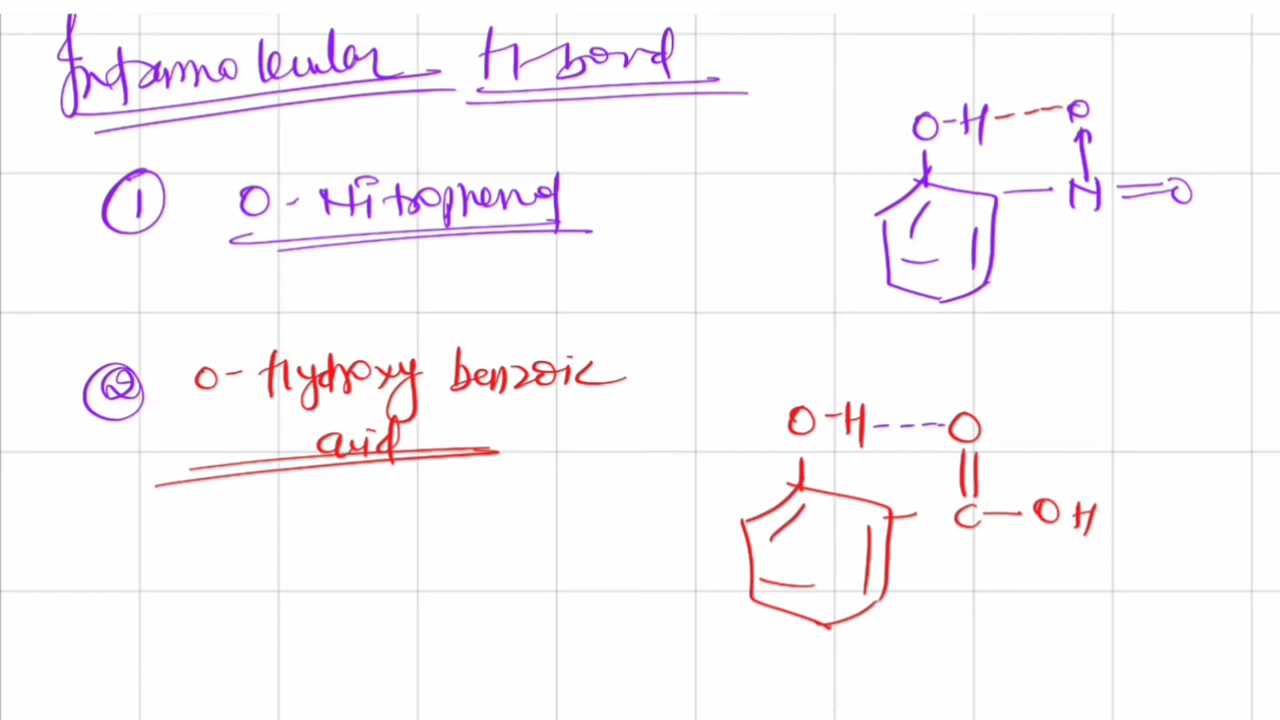 Intramolecular H-bond
① O-Nitrophenol
O-H---O
N=O
② o-Hydroxy benzoic
acid
O-H---O
C-OH